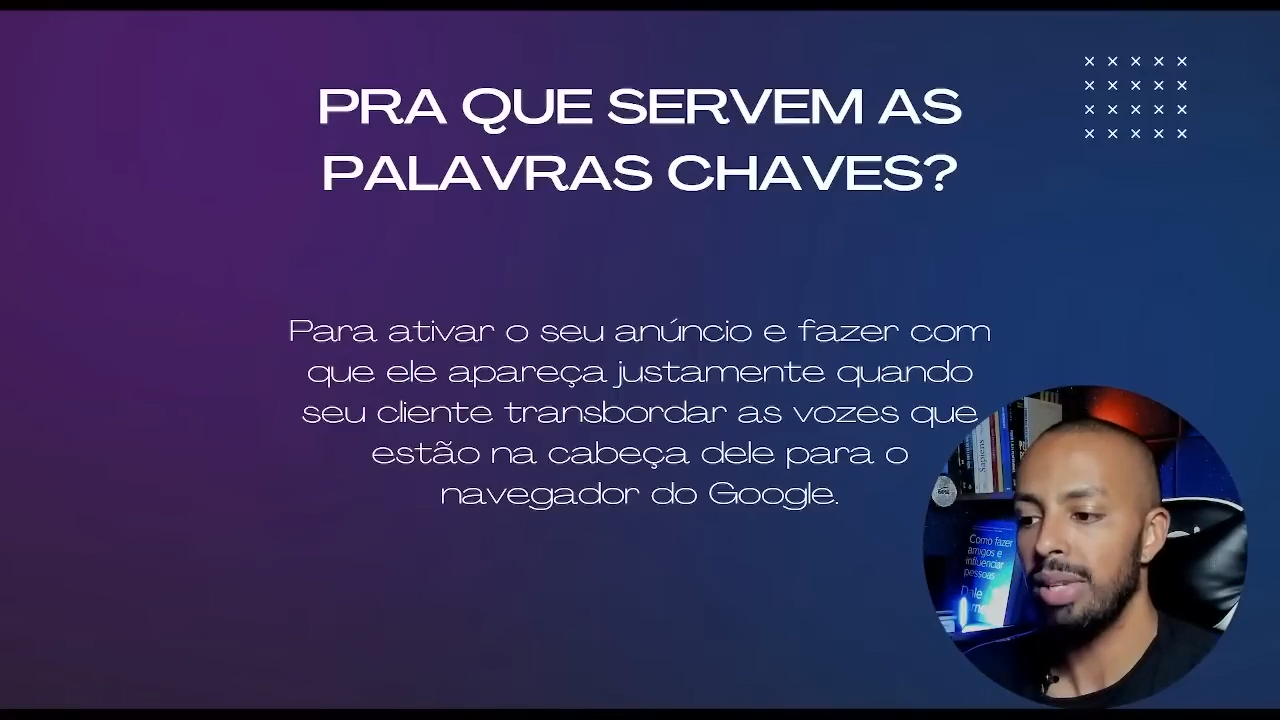 PRA QUE SERVEM AS
PALAVRAS CHAVES?
Para ativar o seu anúncio e fazer com
que ele apareça justamente quando
seu cliente transbordar as vozes que
estão na cabeça dele para o
navegador do Google.
Sapiens
Como fazer
amigos e
influenciar
pessoas